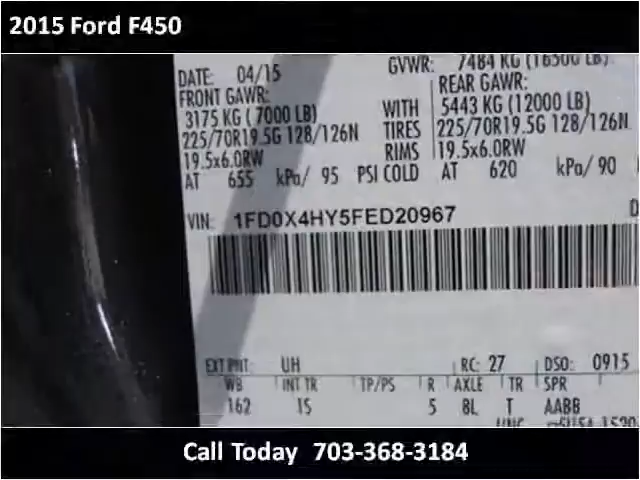 2015 Ford F450
GVWR: 7484 KG (16500 LB)
DATE: 04/15
FRONT GAWR: REAR GAWR:
3175 KG (7000 LB) WITH 5443 KG (12000 LB)
225/70R19.5G 128/126N TIRES 225/70R19.5G 128/126N
19.5x6.0RW RIMS 19.5x6.0RW
AT 655 kPa/ 95 PSI COLD AT 620 kPa/ 90
VIN: 1FD0X4HY5FED20967
EXT PNT: UH RC: 27 DSO: 0915
WB INT TR TP/PS R AXLE TR SPR
162 IS 5 8L T AABB
Call Today 703-368-3184